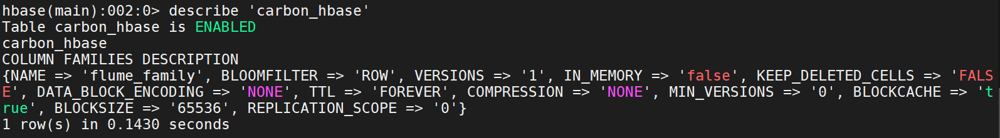 hbase(main):002:0> describe 'carbon_hbase'
Table carbon_hbase is ENABLED
carbon_hbase
COLUMN FAMILIES DESCRIPTION
{NAME => 'flume_family', BLOOMFILTER => 'ROW', VERSIONS => '1', IN_MEMORY => 'false', KEEP_DELETED_CELLS => 'FALS
E', DATA_BLOCK_ENCODING => 'NONE', TTL => 'FOREVER', COMPRESSION => 'NONE', MIN_VERSIONS => '0', BLOCKCACHE => 't
rue', BLOCKSIZE => '65536', REPLICATION_SCOPE => '0'}
1 row(s) in 0.1430 seconds